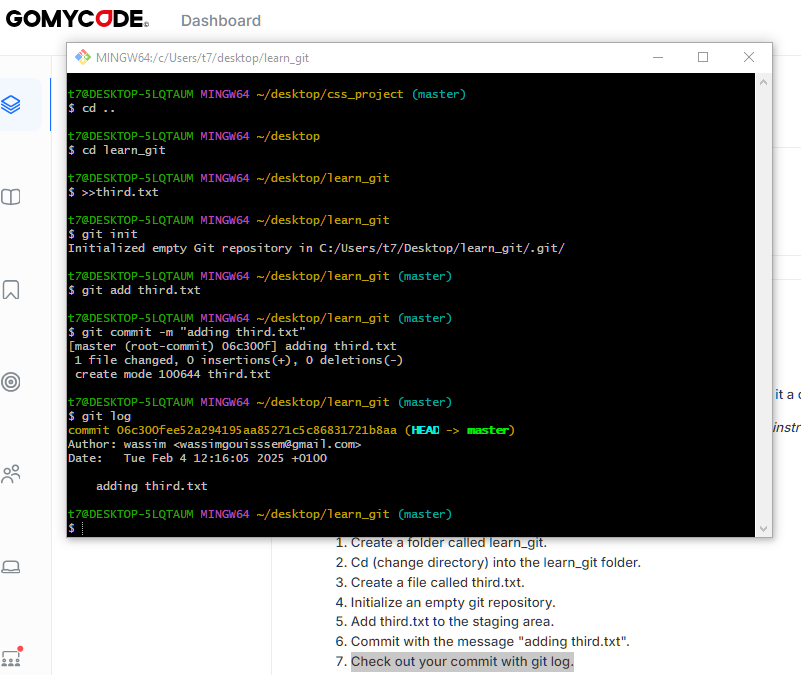 GOMYCODE
Dashboard
MINGW64:/c/Users/t7/desktop/learn_git
t7@DESKTOP-5LQTAUM MINGW64 ~/desktop/css_project (master)
$ cd ..
t7@DESKTOP-5LQTAUM MINGW64 ~/desktop
$ cd learn_git
t7@DESKTOP-5LQTAUM MINGW64 ~/desktop/learn_git
$ >>third.txt
t7@DESKTOP-5LQTAUM MINGW64 ~/desktop/learn_git
$ git init
Initialized empty Git repository in C:/Users/t7/Desktop/learn_git/.git/
t7@DESKTOP-5LQTAUM MINGW64 ~/desktop/learn_git (master)
$ git add third.txt
t7@DESKTOP-5LQTAUM MINGW64 ~/desktop/learn_git (master)
$ git commit -m "adding third.txt"
[master (root-commit) 06c300f] adding third.txt
1 file changed, 0 insertions(+), 0 deletions(-)
create mode 100644 third.txt
t7@DESKTOP-5LQTAUM MINGW64 ~/desktop/learn_git (master)
$ git log
commit 06c300fee52a294195aa85271c5c86831721b8aa (HEAD -> master)
Author: wassim <wassimgouisssem@gmail.com>
Date:   Tue Feb 4 12:16:05 2025 +0100
adding third.txt
t7@DESKTOP-5LQTAUM MINGW64 ~/desktop/learn_git (master)
$
it a
instr
1. Create a folder called learn_git.
2. Cd (change directory) into the learn_git folder.
3. Create a file called third.txt.
4. Initialize an empty git repository.
5. Add third.txt to the staging area.
6. Commit with the message "adding third.txt".
7. Check out your commit with git log.